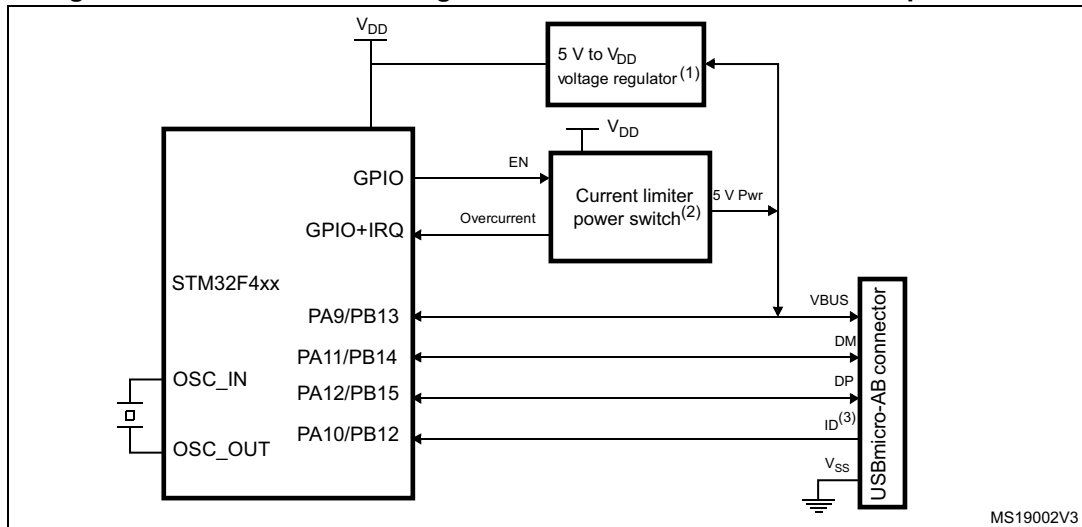 V_DD
5 V to V_DD
voltage regulator (1)
V_DD
GPIO
EN
Current limiter
power switch(2)
5 V Pwr
Overcurrent
GPIO+IRQ
STM32F4xx
PA9/PB13
VBUS
PA11/PB14
DM
OSC_IN
PA12/PB15
DP
PA10/PB12
ID(3)
OSC_OUT
V_SS
USBmicro-AB connector
MS19002V3